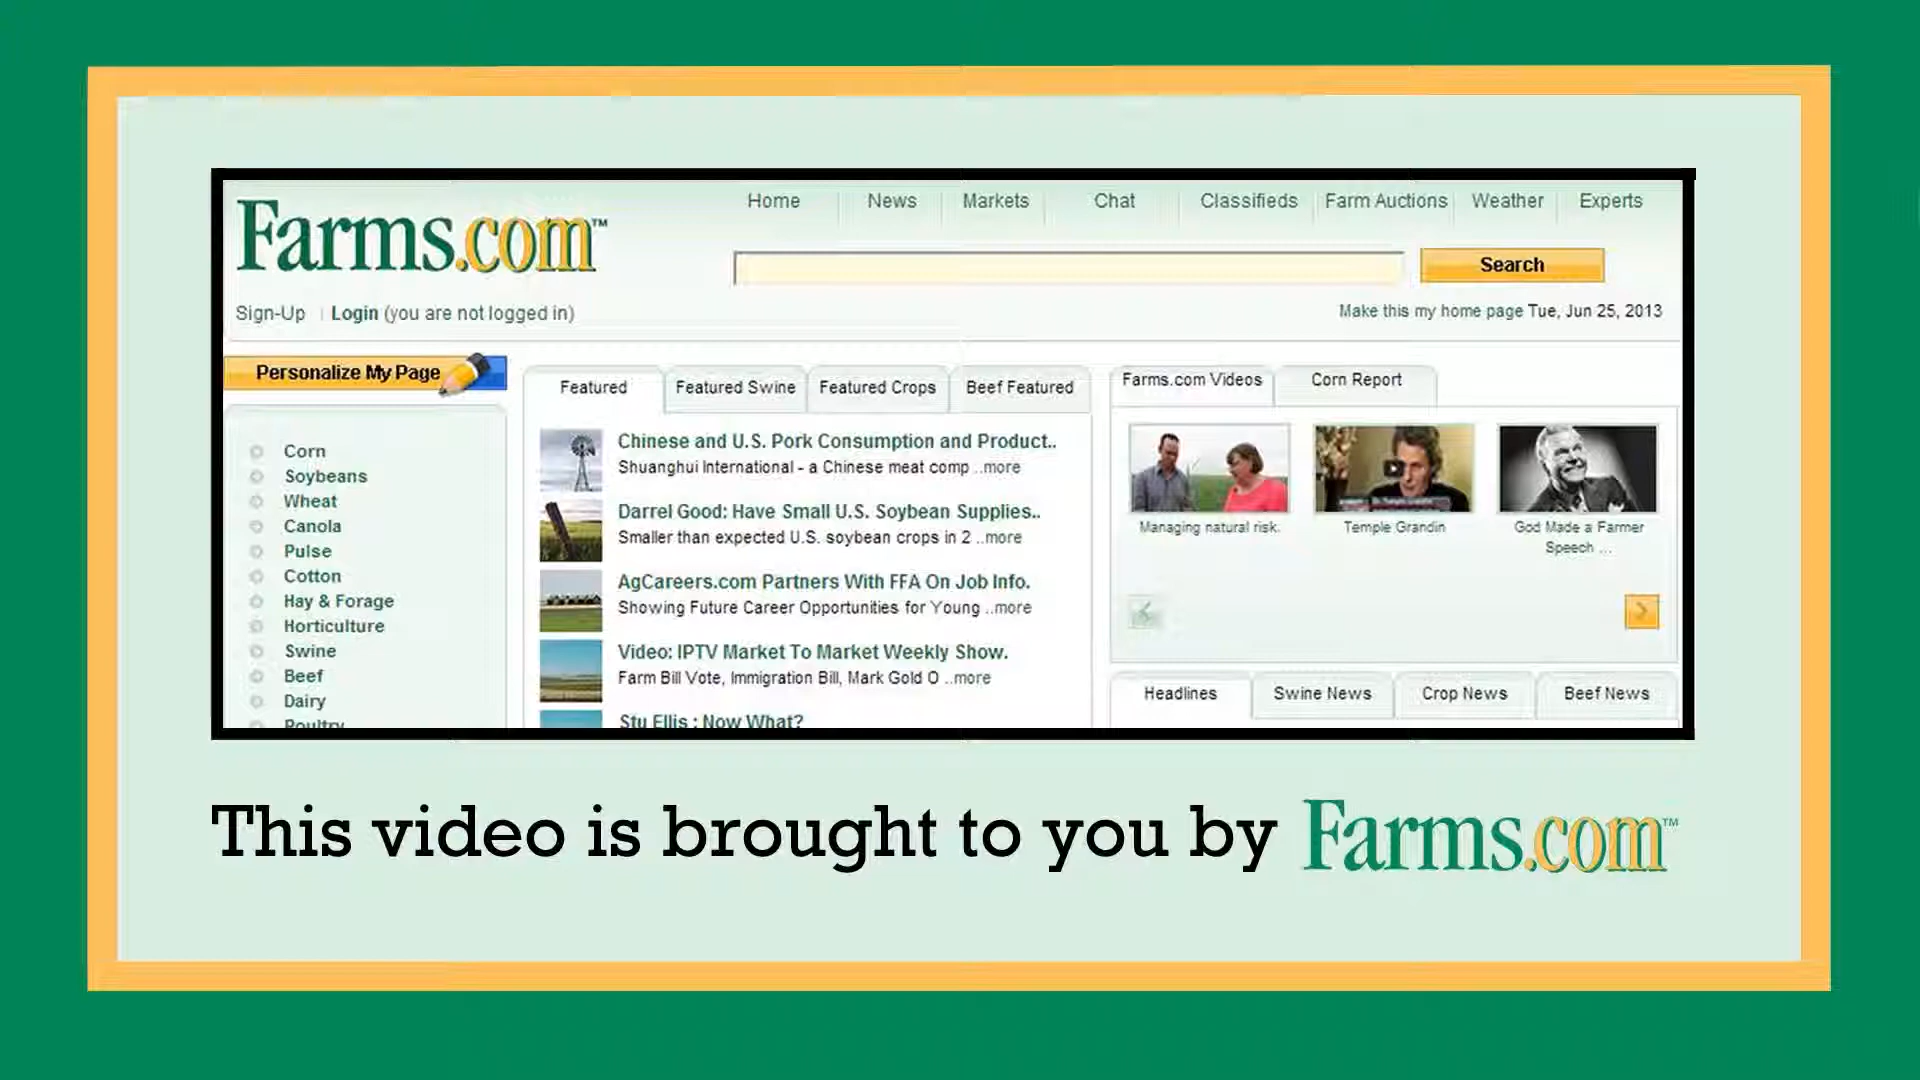 Farms.com™
Home News Markets Chat Classifieds Farm Auctions Weather Experts
Search
Sign-Up Login (you are not logged in)
Make this my home page Tue, Jun 25, 2013
Personalize My Page
Corn
Soybeans
Wheat
Canola
Pulse
Cotton
Hay & Forage
Horticulture
Swine
Beef
Dairy
Poultry
Featured Featured Swine Featured Crops Beef Featured
Chinese and U.S. Pork Consumption and Product..
Shuanghui International - a Chinese meat comp ..more
Darrel Good: Have Small U.S. Soybean Supplies..
Smaller than expected U.S. soybean crops in 2 ..more
AgCareers.com Partners With FFA On Job Info.
Showing Future Career Opportunities for Young ..more
Video: IPTV Market To Market Weekly Show.
Farm Bill Vote, Immigration Bill, Mark Gold O ..more
Stu Ellis : Now What?
Farms.com Videos Corn Report
Managing natural risk.
Temple Grandin
God Made a Farmer
Speech ...
Headlines Swine News Crop News Beef News
This video is brought to you by Farms.com™